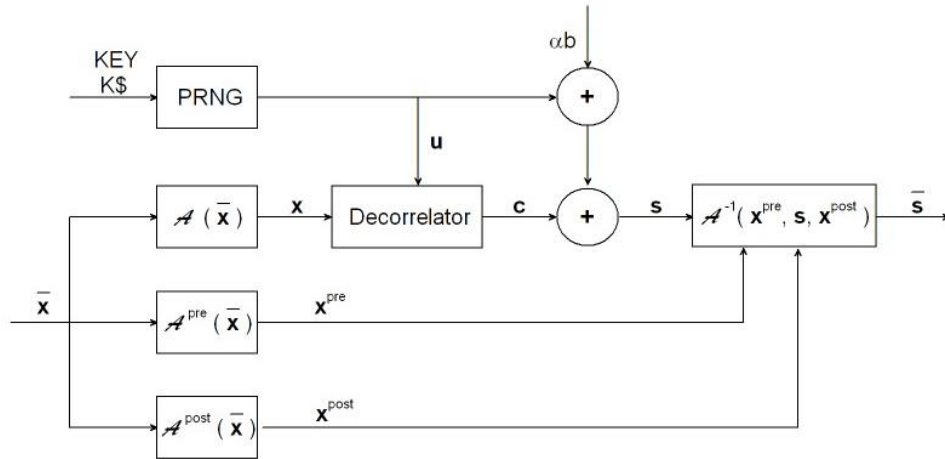 αb
KEY
K$
PRNG
+
u
𝒜 ( x̅ )
x
Decorrelator
c
+
s
𝒜⁻¹( xᵖʳᵉ, s, xᵖᵒˢᵗ )
s̅
x̅
𝒜ᵖʳᵉ ( x̅ )
xᵖʳᵉ
𝒜ᵖᵒˢᵗ ( x̅ )
xᵖᵒˢᵗ